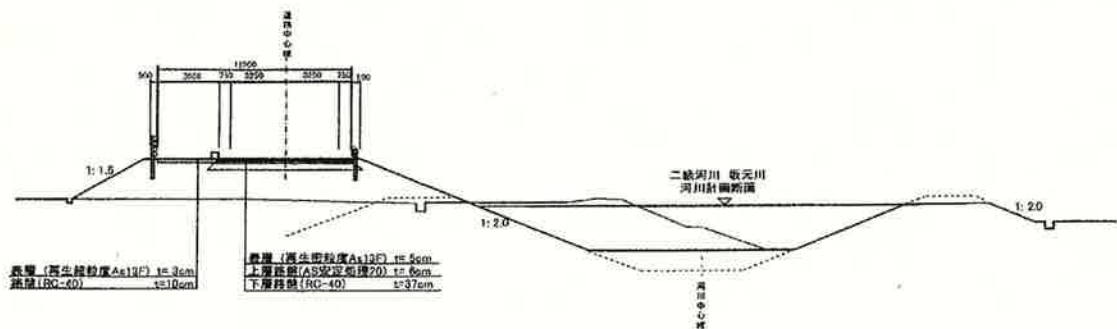 道路中心線
11000
500
3500
750
3250
3250
750
500
1:1.5
二級河川 坂元川
河川計画断面
1:2.0
1:2.0
表層 (再生細粒度As13F) t=3cm
路盤(RC-40) t=10cm
表層 (再生密粒度As13F) t=5cm
上層路盤(AS安定処理20) t=6cm
下層路盤(RC-40) t=37cm
河川中心線